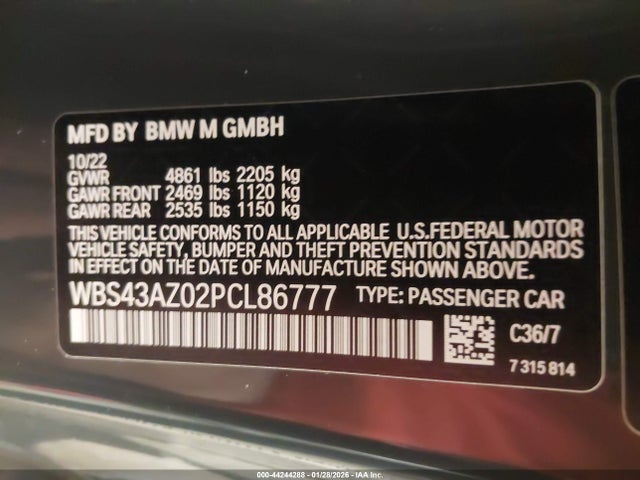 MFD BY BMW M GMBH
10/22
GVWR 4861 lbs 2205 kg
GAWR FRONT 2469 lbs 1120 kg
GAWR REAR 2535 lbs 1150 kg
THIS VEHICLE CONFORMS TO ALL APPLICABLE U.S.FEDERAL MOTOR
VEHICLE SAFETY, BUMPER AND THEFT PREVENTION STANDARDS
IN EFFECT ON THE DATE OF MANUFACTURE SHOWN ABOVE.
WBS43AZ02PCL86777 TYPE: PASSENGER CAR
C36/7
7 315 814
000-44244288 - 01/28/2026 - © IAA Inc.